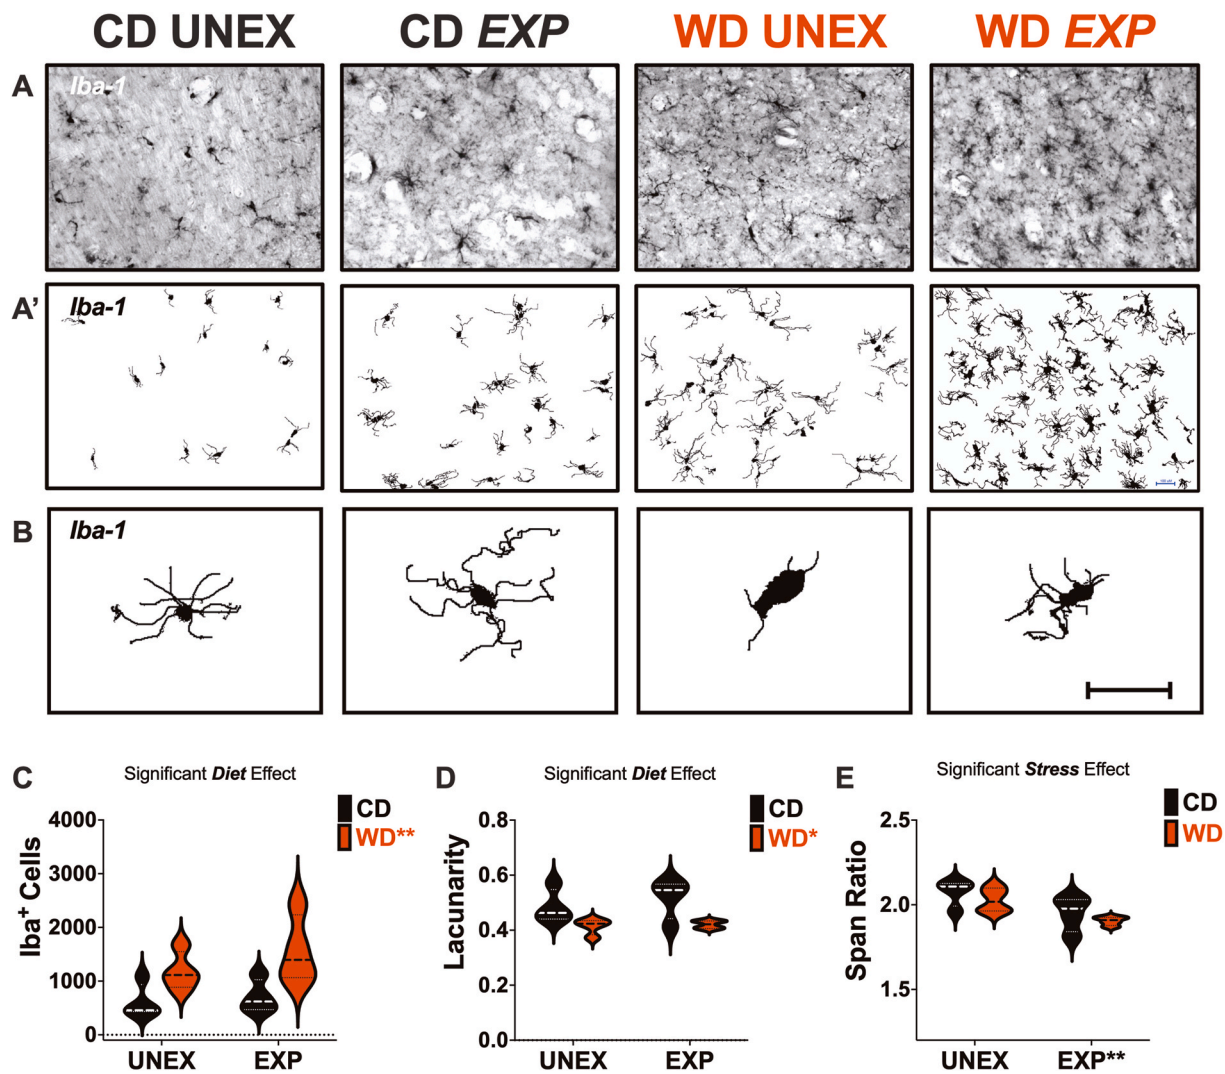 CD UNEX CD EXP WD UNEX WD EXP
A Iba-1
A’ Iba-1
B Iba-1
C Significant Diet Effect
CD
WD**
Iba+ Cells
4000
3000
2000
1000
0
UNEX EXP
D Significant Diet Effect
CD
WD*
Lacunarity
0.8
0.6
0.4
0.2
0.0
UNEX EXP
E Significant Stress Effect
CD
WD
Span Ratio
2.5
2.0
1.5
UNEX EXP**